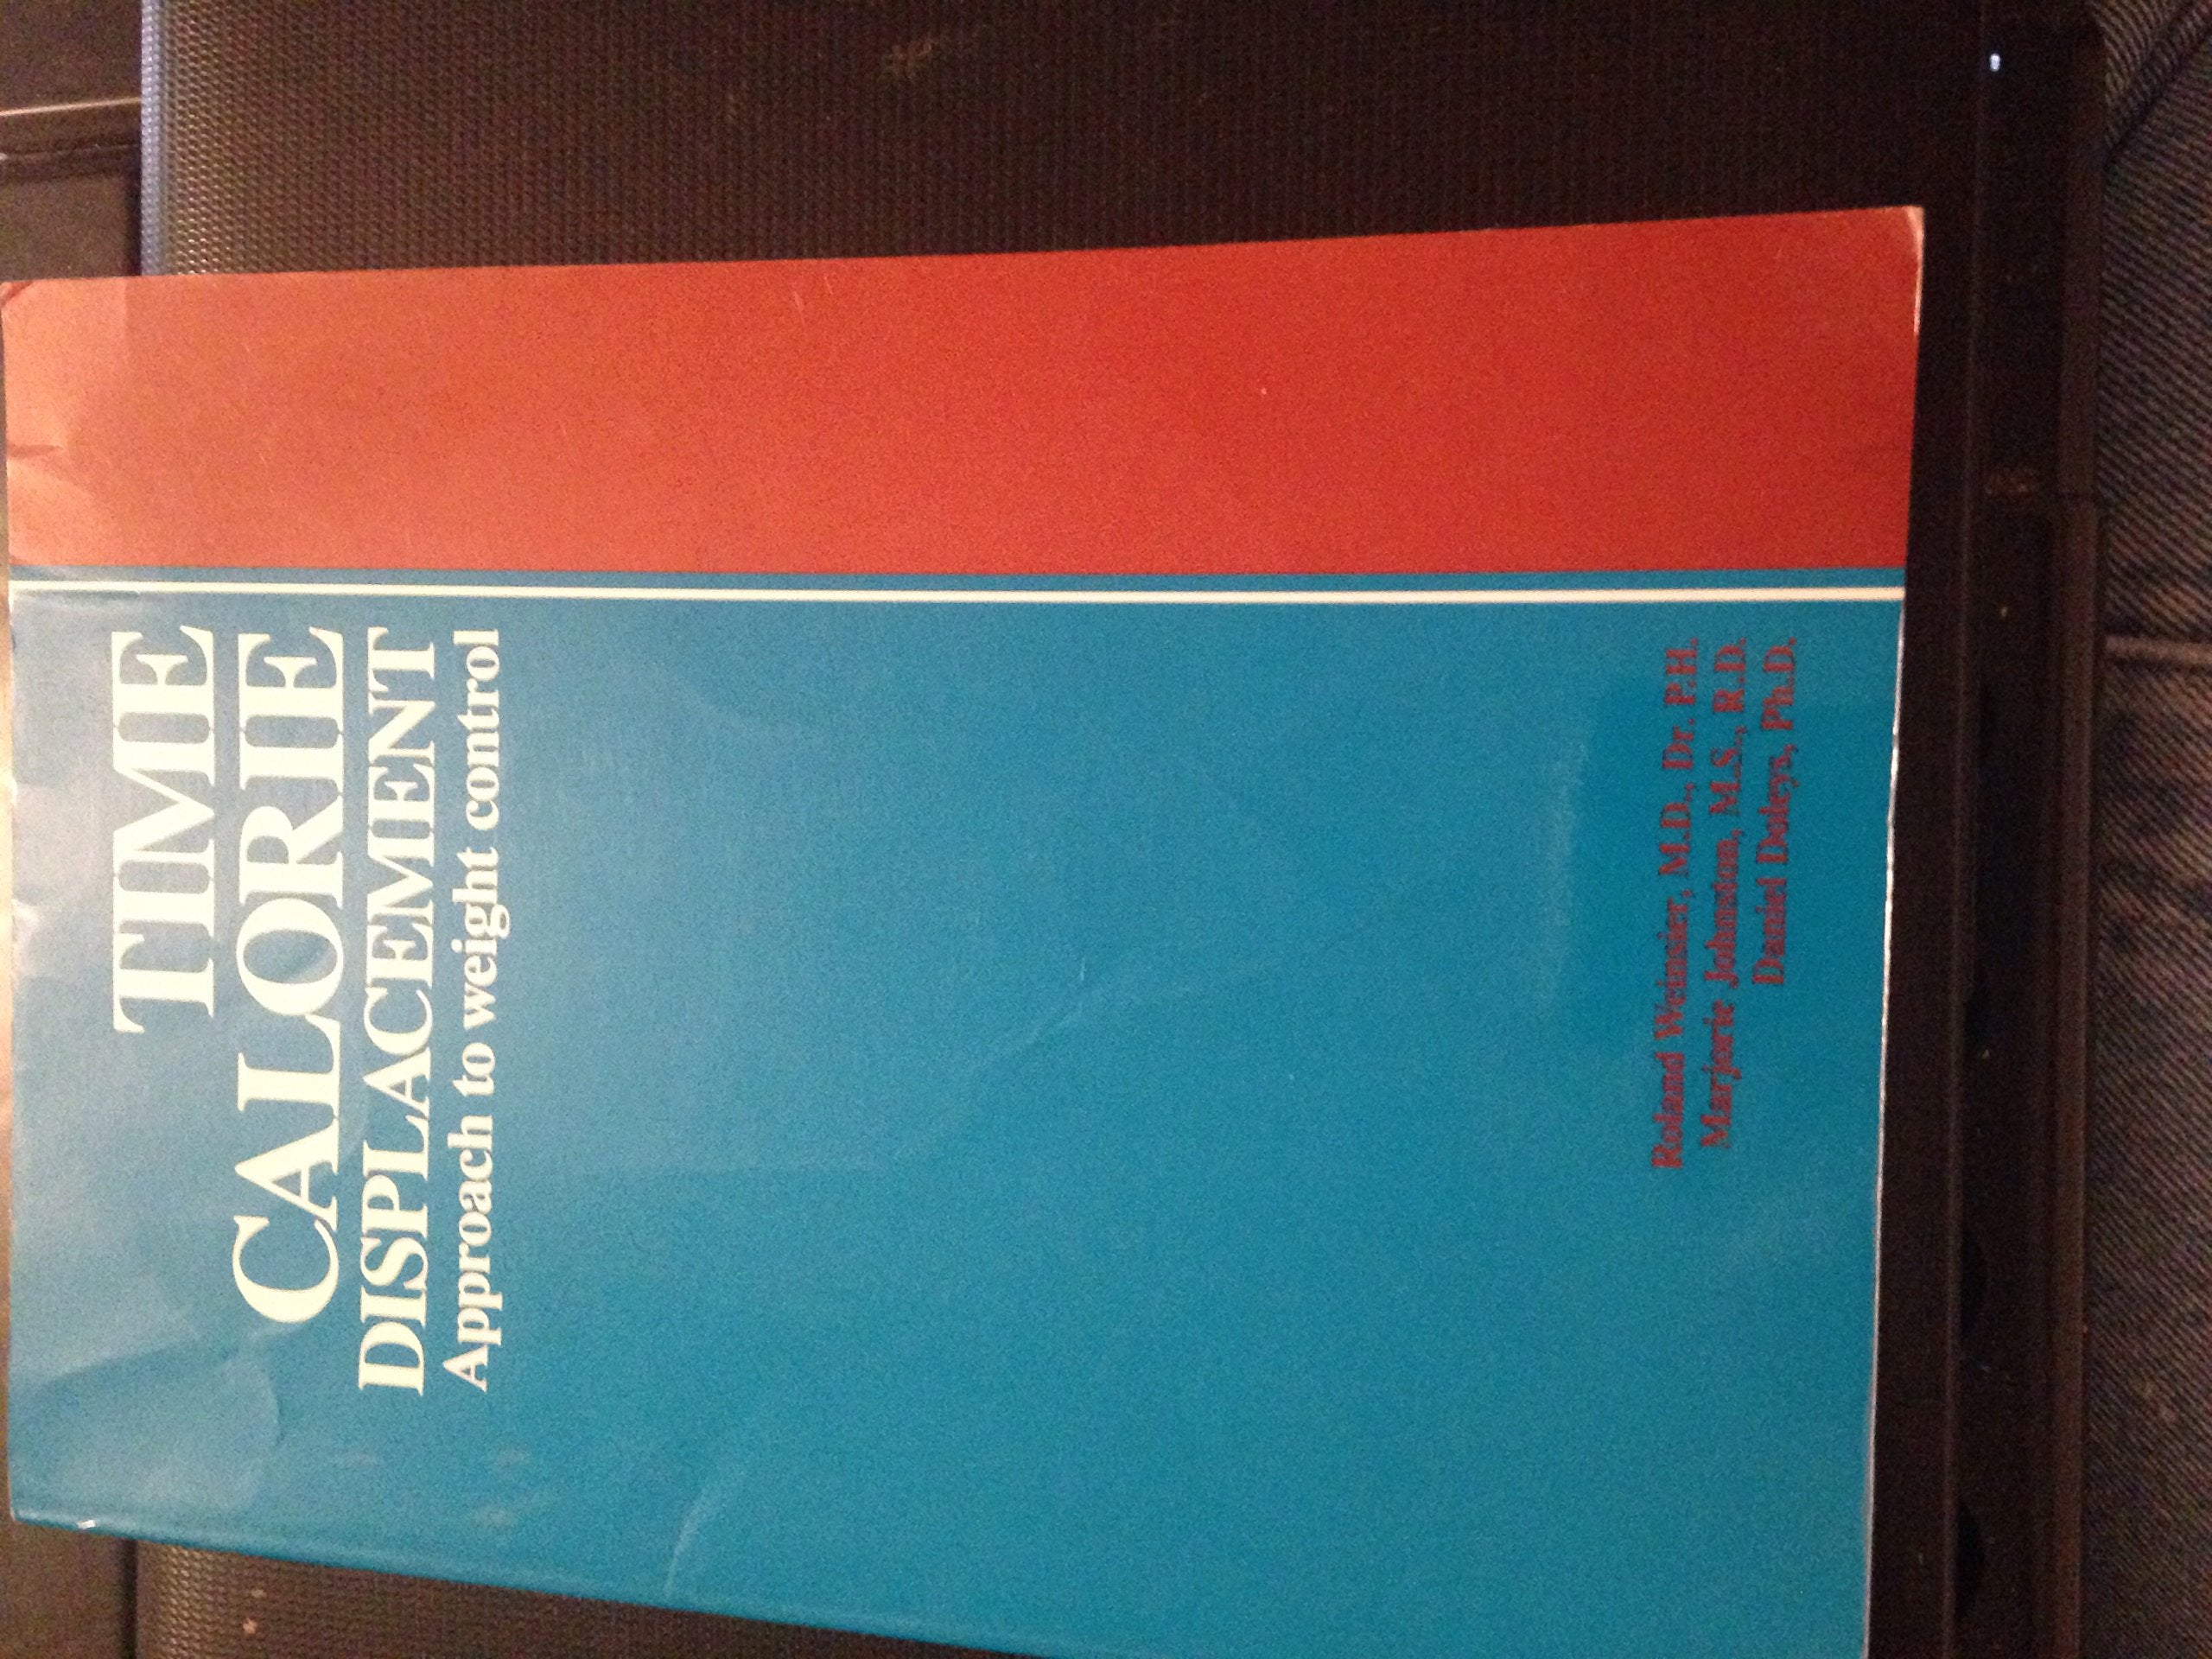 TIME
CALORIE
DISPLACEMENT
Approach to weight control
Roland Weinsier, M.D., Dr. P.H.
Marjorie Johnston, M.S., R.D.
Daniel Doleys, Ph.D.